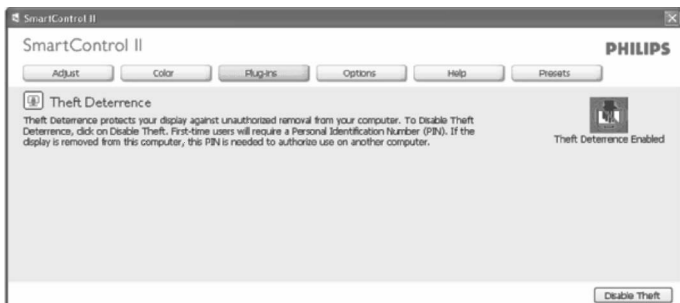 SmartControl II
SmartControl II
PHILIPS
Adjust
Color
Plug-ins
Options
Help
Presets
Theft Deterrence
Theft Deterrence protects your display against unauthorized removal from your computer. To Disable Theft
Deterrence, click on Disable Theft. First-time users will require a Personal Identification Number (PIN). If the
display is removed from this computer, this PIN is needed to authorize use on another computer.
Theft Deterrence Enabled
Disable Theft